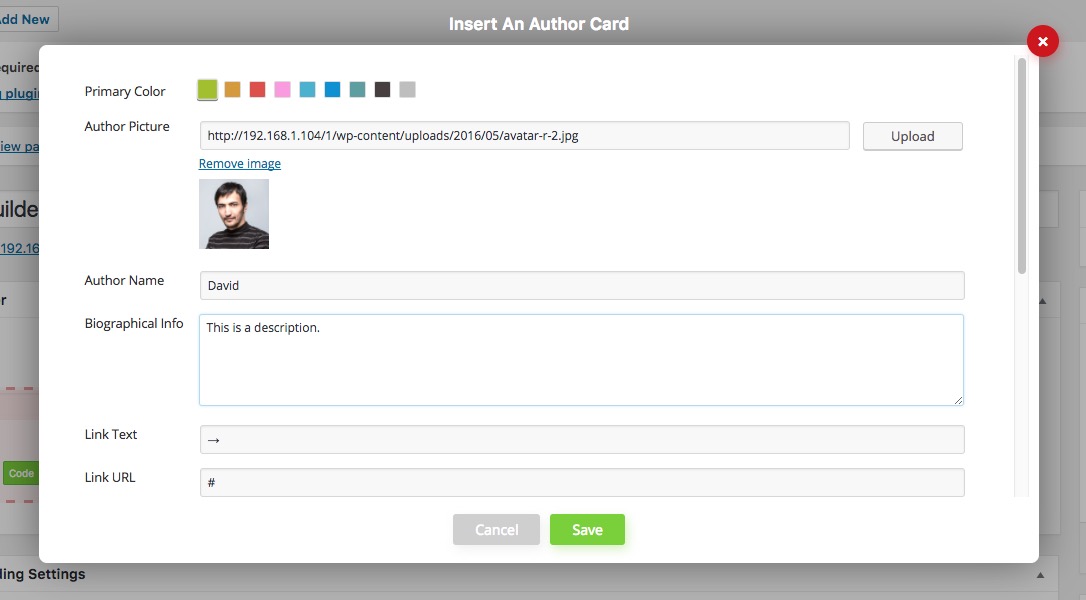 Add New
Insert An Author Card
equired
Primary Color
g plugin
Author Picture
http://192.168.1.104/1/wp-content/uploads/2016/05/avatar-r-2.jpg
Upload
iew pa
Remove image
uilde
192.16
Author Name
David
er
Biographical Info
This is a description.
Link Text
→
Code
Link URL
#
Cancel
Save
ling Settings